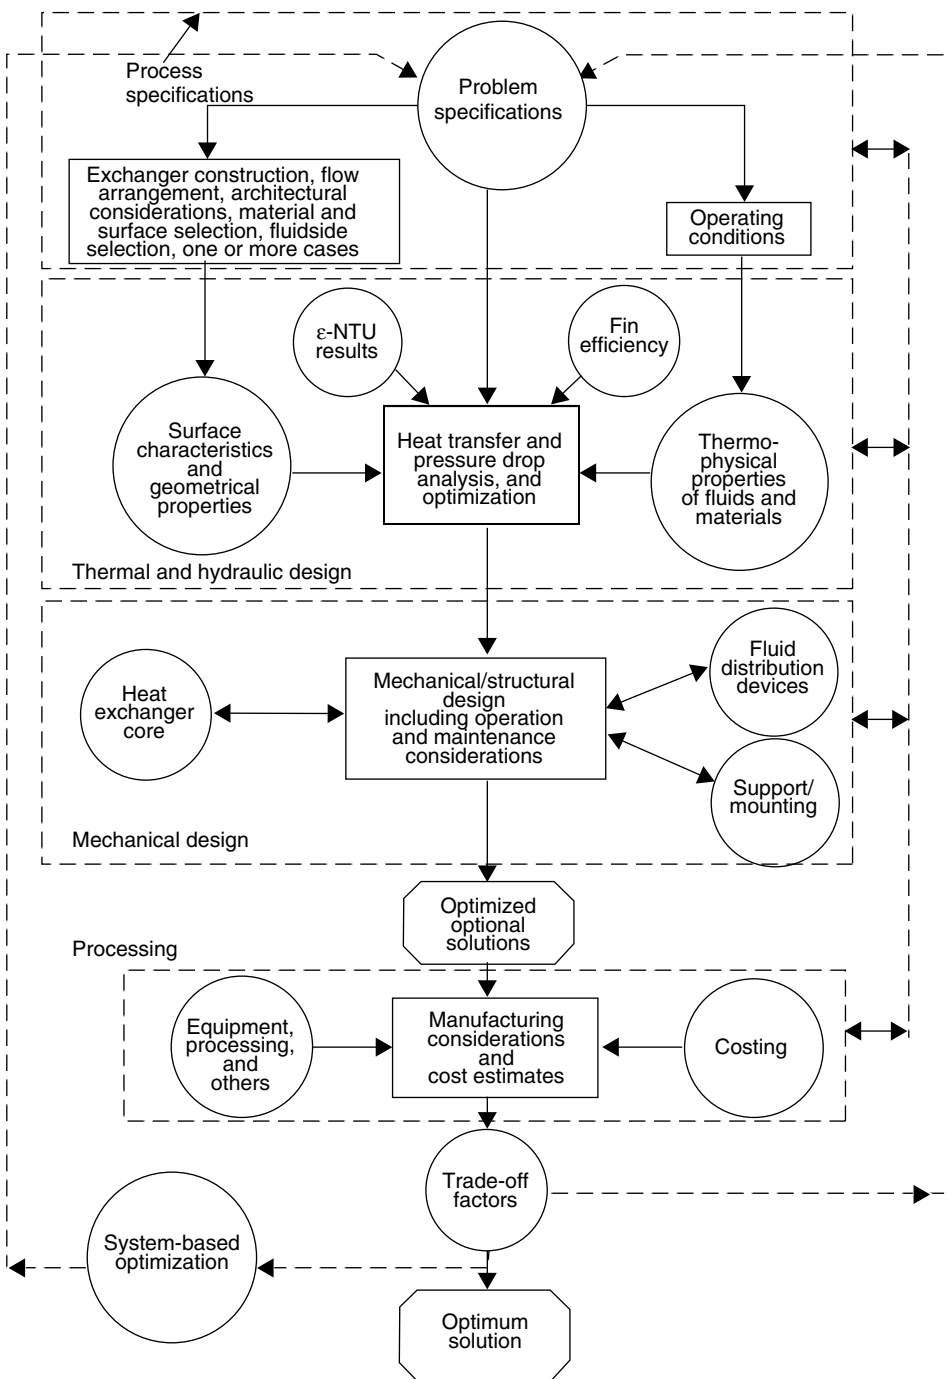 Process
specifications
Problem
specifications
Exchanger construction, flow
arrangement, architectural
considerations, material and
surface selection, fluidside
selection, one or more cases
Operating
conditions
ε-NTU
results
Fin
efficiency
Surface
characteristics
and
geometrical
properties
Heat transfer and
pressure drop
analysis, and
optimization
Thermo-
physical
properties
of fluids and
materials
Thermal and hydraulic design
Heat
exchanger
core
Mechanical/structural
design
including operation
and maintenance
considerations
Fluid
distribution
devices
Support/
mounting
Mechanical design
Optimized
optional
solutions
Processing
Equipment,
processing,
and
others
Manufacturing
considerations
and
cost estimates
Costing
Trade-off
factors
System-based
optimization
Optimum
solution